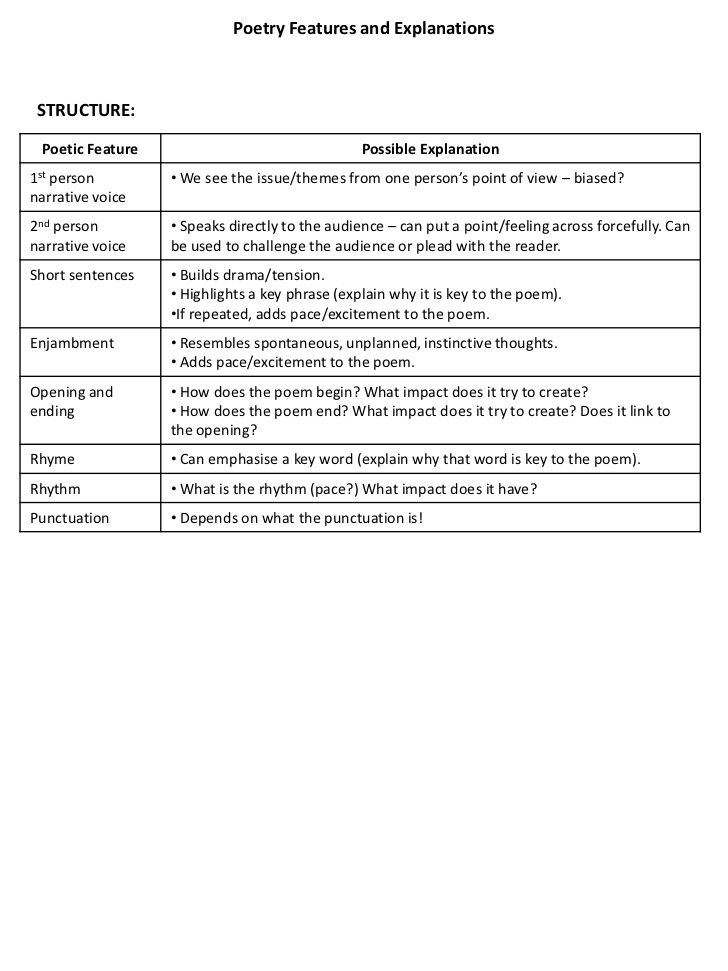 Poetry Features and Explanations
STRUCTURE:
Poetic Feature
Possible Explanation
1st person
narrative voice
• We see the issue/themes from one person's point of view – biased?
2nd person
narrative voice
• Speaks directly to the audience – can put a point/feeling across forcefully. Can
be used to challenge the audience or plead with the reader.
Short sentences
• Builds drama/tension.
• Highlights a key phrase (explain why it is key to the poem).
•If repeated, adds pace/excitement to the poem.
Enjambment
• Resembles spontaneous, unplanned, instinctive thoughts.
• Adds pace/excitement to the poem.
Opening and
ending
• How does the poem begin? What impact does it try to create?
• How does the poem end? What impact does it try to create? Does it link to
the opening?
Rhyme
• Can emphasise a key word (explain why that word is key to the poem).
Rhythm
• What is the rhythm (pace?) What impact does it have?
Punctuation
• Depends on what the punctuation is!